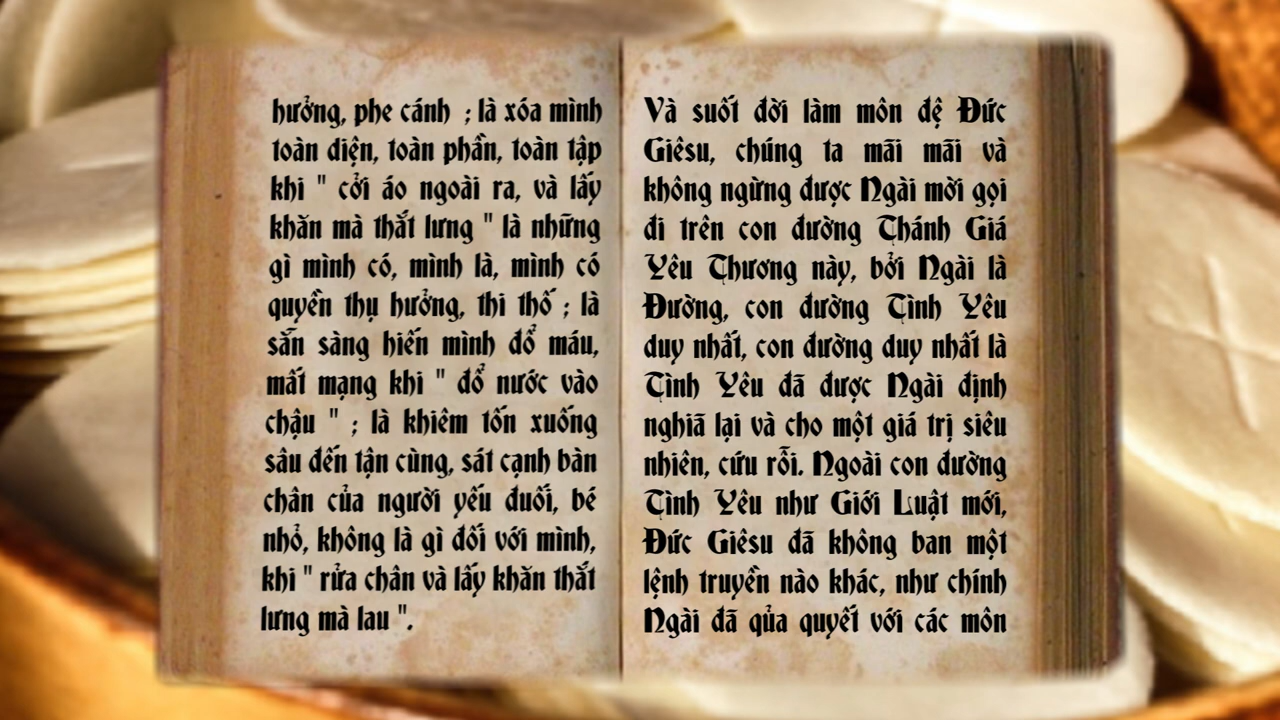 hưởng, phe cánh ; là xóa mình
toàn diện, toàn phần, toàn tập
khi " cởi áo ngoài ra, và lấy
khăn mà thắt lưng " là những
gì mình có, mình là, mình có
quyền thụ hưởng, thi thố ; là
sẵn sàng hiến mình đổ máu,
mất mạng khi " đổ nước vào
chậu " ; là khiêm tốn xuống
sâu đến tận cùng, sát cạnh bàn
chân của người yếu đuối, bé
nhỏ, không là gì đối với mình,
khi " rửa chân và lấy khăn thắt
lưng mà lau ".
Và suốt đời làm môn đệ Đức
Giêsu, chúng ta mãi mãi và
không ngừng được Ngài mời gọi
đi trên con đường Thánh Giá
Yêu Thương này, bởi Ngài là
Đường, con đường Tình Yêu
duy nhất, con đường duy nhất là
Tình Yêu đã được Ngài định
nghiã lại và cho một giá trị siêu
nhiên, cứu rỗi. Ngoài con đường
Tình Yêu như Giới Luật mới,
Đức Giêsu đã không ban một
lệnh truyền nào khác, như chính
Ngài đã qủa quyết với các môn